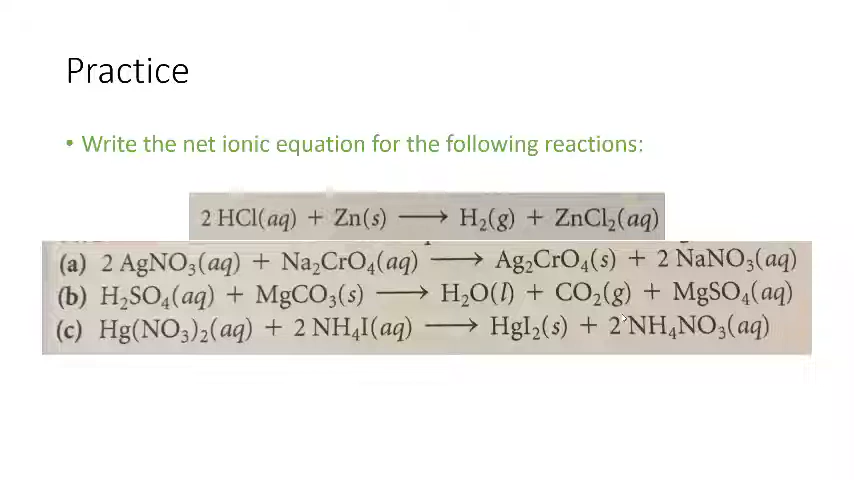 Practice
• Write the net ionic equation for the following reactions:
2 HCl(aq) + Zn(s) ⟶ H₂(g) + ZnCl₂(aq)
(a) 2 AgNO₃(aq) + Na₂CrO₄(aq) ⟶ Ag₂CrO₄(s) + 2 NaNO₃(aq)
(b) H₂SO₄(aq) + MgCO₃(s) ⟶ H₂O(l) + CO₂(g) + MgSO₄(aq)
(c) Hg(NO₃)₂(aq) + 2 NH₄I(aq) ⟶ HgI₂(s) + 2 NH₄NO₃(aq)